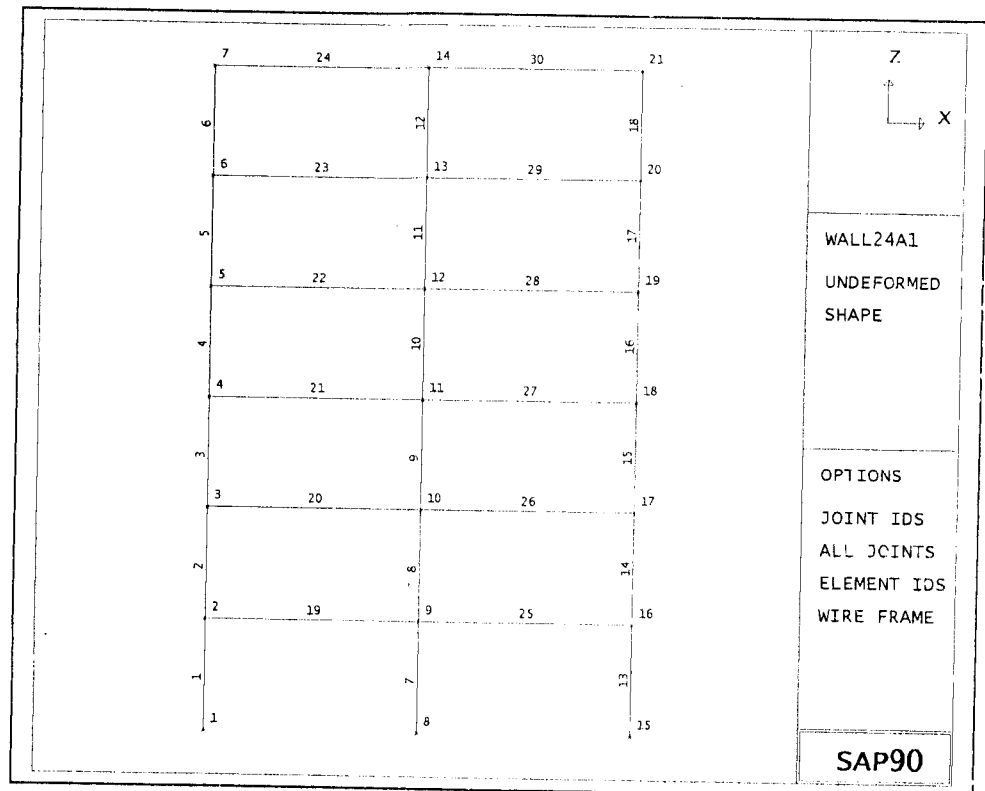 7 24 14 30 21
Z
X
6 12 18
6 23 13 29 20
5 11 17
WALL24A1
5 22 12 28 19
UNDEFORMED
SHAPE
4 10 16
4 21 11 27 18
3 9 15
OPTIONS
3 20 10 26 17
JOINT IDS
ALL JOINTS
2 8 14
ELEMENT IDS
2 19 9 25 16
WIRE FRAME
1 7 13
1 8 15
SAP90